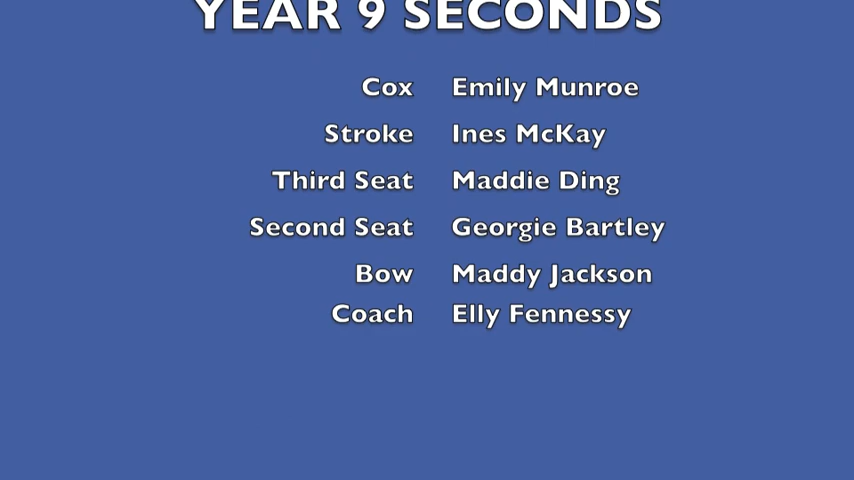 YEAR 9 SECONDS
Cox Emily Munroe
Stroke Ines McKay
Third Seat Maddie Ding
Second Seat Georgie Bartley
Bow Maddy Jackson
Coach Elly Fennessy